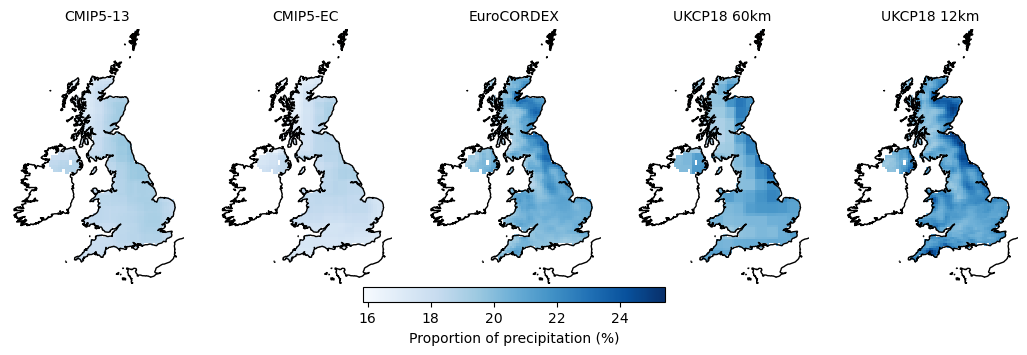 CMIP5-13
CMIP5-EC
EuroCORDEX
UKCP18 60km
UKCP18 12km
16 18 20 22 24
Proportion of precipitation (%)